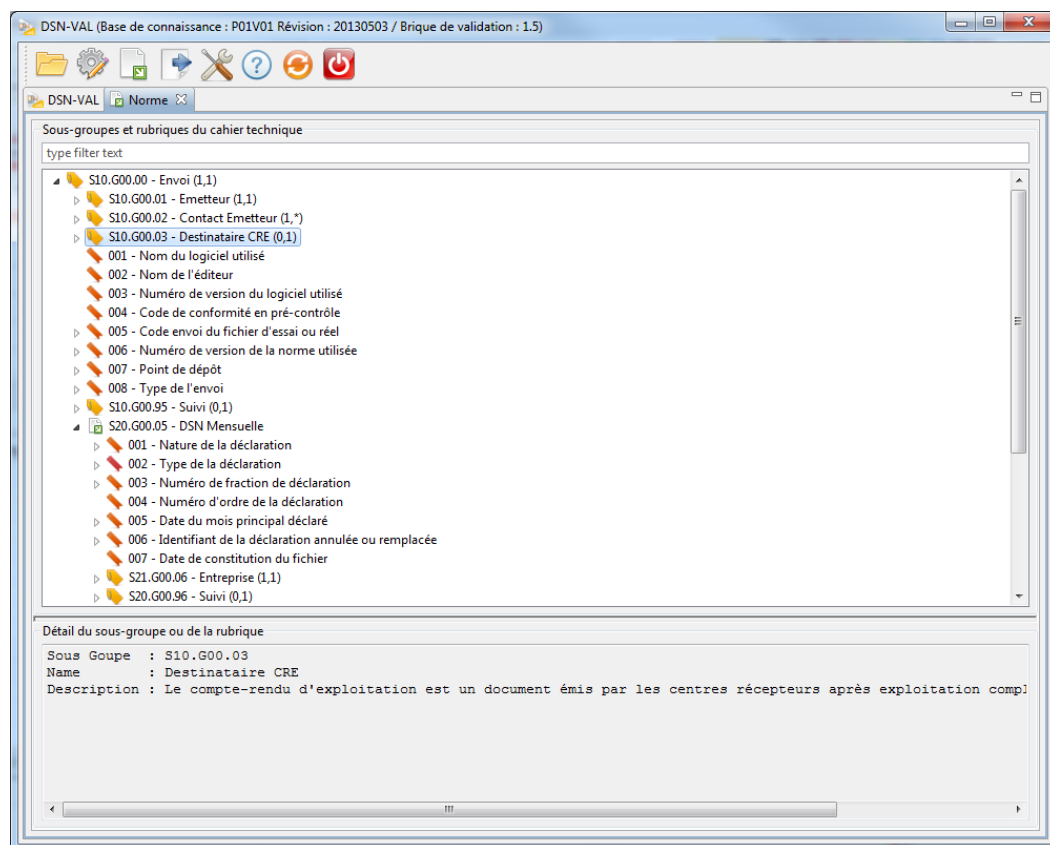 DSN-VAL (Base de connaissance : P01V01 Révision : 20130503 / Brique de validation : 1.5)
DSN-VAL Norme
Sous-groupes et rubriques du cahier technique
type filter text
S10.G00.00 - Envoi (1,1)
S10.G00.01 - Emetteur (1,1)
S10.G00.02 - Contact Emetteur (1,*)
S10.G00.03 - Destinataire CRE (0,1)
001 - Nom du logiciel utilisé
002 - Nom de l'éditeur
003 - Numéro de version du logiciel utilisé
004 - Code de conformité en pré-contrôle
005 - Code envoi du fichier d'essai ou réel
006 - Numéro de version de la norme utilisée
007 - Point de dépôt
008 - Type de l'envoi
S10.G00.95 - Suivi (0,1)
S20.G00.05 - DSN Mensuelle
001 - Nature de la déclaration
002 - Type de la déclaration
003 - Numéro de fraction de déclaration
004 - Numéro d'ordre de la déclaration
005 - Date du mois principal déclaré
006 - Identifiant de la déclaration annulée ou remplacée
007 - Date de constitution du fichier
S21.G00.06 - Entreprise (1,1)
S20.G00.96 - Suivi (0,1)
Détail du sous-groupe ou de la rubrique
Sous Goupe : S10.G00.03
Name : Destinataire CRE
Description : Le compte-rendu d'exploitation est un document émis par les centres récepteurs après exploitation compl